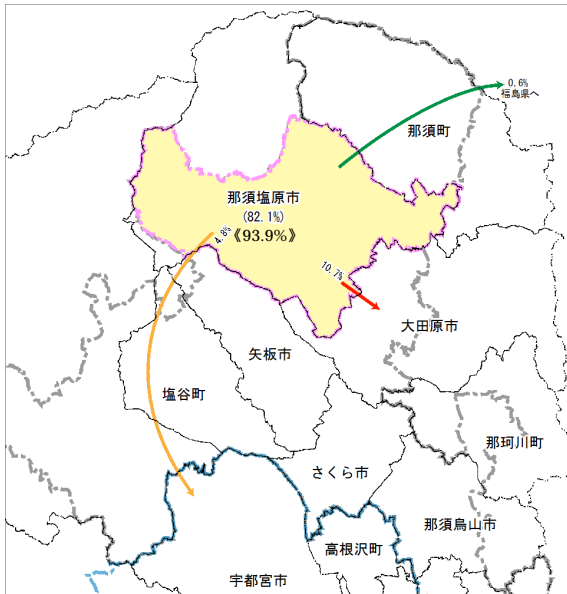 0.6%
福島県へ
那須町
那須塩原市
(82.1%)
4.8%
《93.9%》
10.7%
大田原市
矢板市
塩谷町
那珂川町
さくら市
那須烏山市
高根沢町
宇都宮市